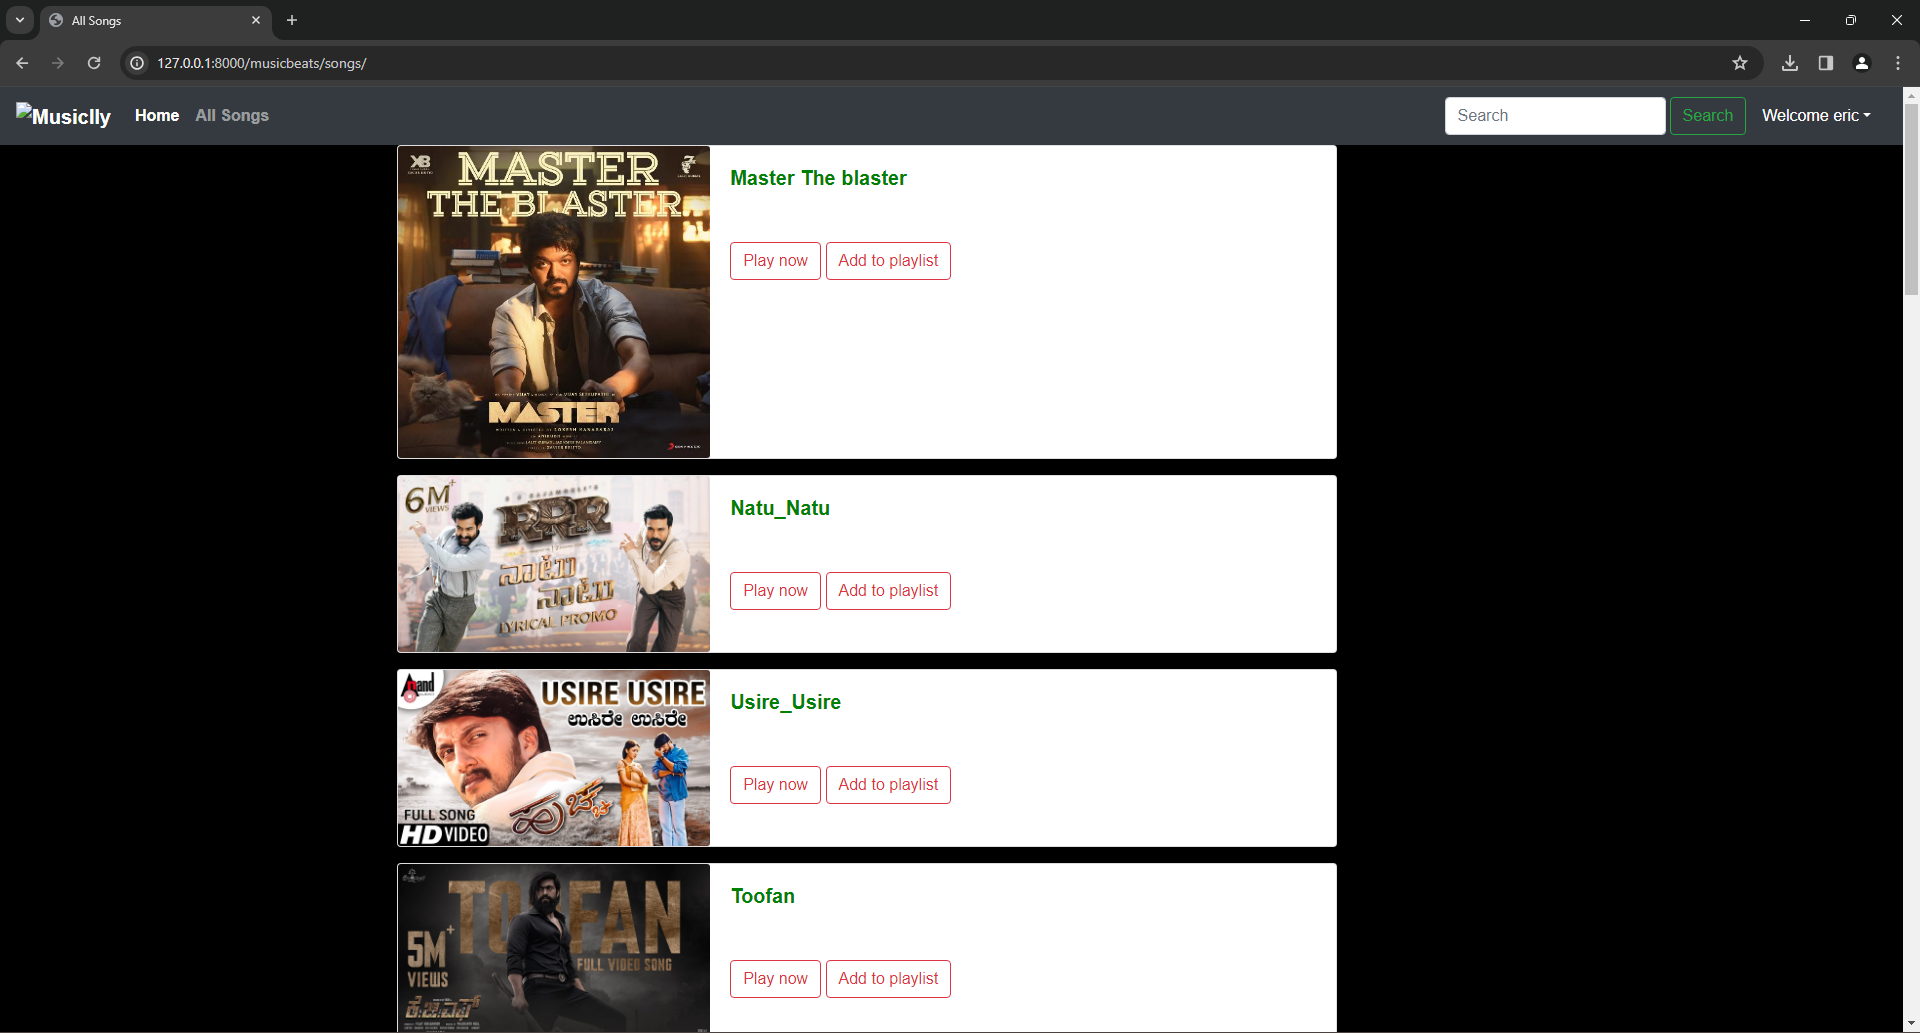 All Songs
127.0.0.1:8000/musicbeats/songs/
Musiclly
Home
All Songs
Search
Search
Welcome eric
MASTER
THE BLASTER
MASTER
Master The blaster
Play now
Add to playlist
6M+
VIEWS
RRR
ನಾಟು
ನಾಟು
LYRICAL PROMO
Natu_Natu
Play now
Add to playlist
Anand
USIRE USIRE
ಉಸಿರೇ ಉಸಿರೇ
ಹುಚ್ಚ
FULL SONG
HD VIDEO
Usire_Usire
Play now
Add to playlist
TOOFAN
FULL VIDEO SONG
5M+
VIEWS
ಕೆ.ಜಿ.ಎಫ್
Toofan
Play now
Add to playlist